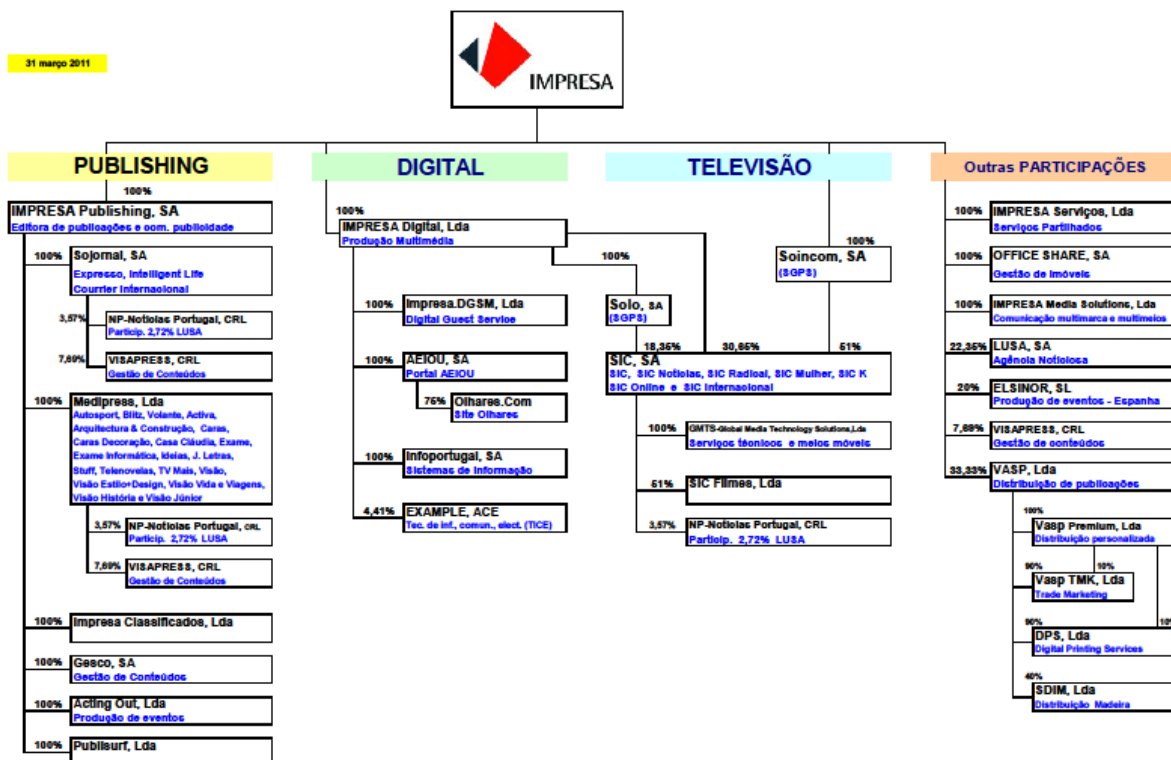 31 março 2011
IMPRESA
PUBLISHING
100%
IMPRESA Publishing, SA
Editora de publicações e com. publicidade
100%
Sojornal, SA
Expresso, Intelligent Life
Courrier Internacional
3,57%
NP-Notícias Portugal, CRL
Particip. 2,72% LUSA
7,69%
VISAPRESS, CRL
Gestão de Conteúdos
100%
Medipress, Lda
Autosport, Blitz, Volante, Activa,
Arquitectura & Construção, Caras,
Caras Decoração, Casa Cláudia, Exame,
Exame Informática, Ideias, J. Letras,
Stuff, Telenovelas, TV Mais, Visão,
Visão Estilo+Design, Visão Vida e Viagens,
Visão História e Visão Júnior
3,57%
NP-Notícias Portugal, CRL
Particip. 2,72% LUSA
7,69%
VISAPRESS, CRL
Gestão de Conteúdos
100%
Impresa Classificados, Lda
100%
Gesco, SA
Gestão de Conteúdos
100%
Acting Out, Lda
Produção de eventos
100%
Publisurf, Lda
DIGITAL
100%
IMPRESA Digital, Lda
Produção Multimédia
100%
Impresa.DGSM, Lda
Digital Guest Service
100%
AEIOU, SA
Portal AEIOU
75%
Olhares.Com
Site Olhares
100%
Infoportugal, SA
Sistemas de Informação
4,41%
EXAMPLE, ACE
Tec. de inf., comun., elect. (TICE)
TELEVISÃO
100%
Soincom, SA
(SGPS)
100%
Solo, SA
(SGPS)
18,35%
30,65%
51%
SIC, SA
SIC, SIC Notícias, SIC Radical, SIC Mulher, SIC K
SIC Online e SIC Internacional
100%
GMTS-Global Media Technology Solutions,Lda
Serviços técnicos e meios móveis
51%
SIC Filmes, Lda
3,57%
NP-Notícias Portugal, CRL
Particip. 2,72% LUSA
Outras PARTICIPAÇÕES
100%
IMPRESA Serviços, Lda
Serviços Partilhados
100%
OFFICE SHARE, SA
Gestão de Imóveis
100%
IMPRESA Media Solutions, Lda
Comunicação multimarca e multimeios
22,35%
LUSA, SA
Agência Noticiosa
20%
ELSINOR, SL
Produção de eventos - Espanha
7,69%
VISAPRESS, CRL
Gestão de conteúdos
33,33%
VASP, Lda
Distribuição de publicações
100%
Vasp Premium, Lda
Distribuição personalizada
90%
10%
Vasp TMK, Lda
Trade Marketing
90%
10%
DPS, Lda
Digital Printing Services
40%
SDIM, Lda
Distribuição Madeira